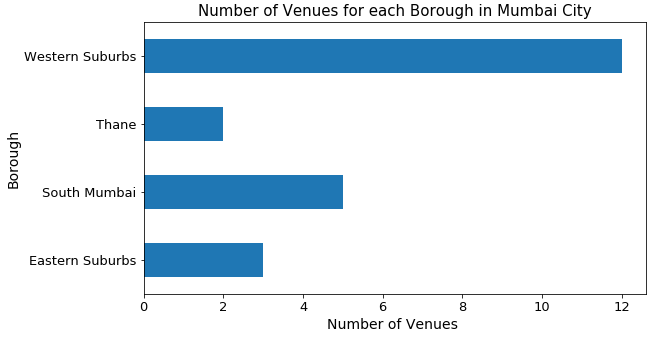 Number of Venues for each Borough in Mumbai City
Borough
Western Suburbs
Thane
South Mumbai
Eastern Suburbs
0 2 4 6 8 10 12
Number of Venues